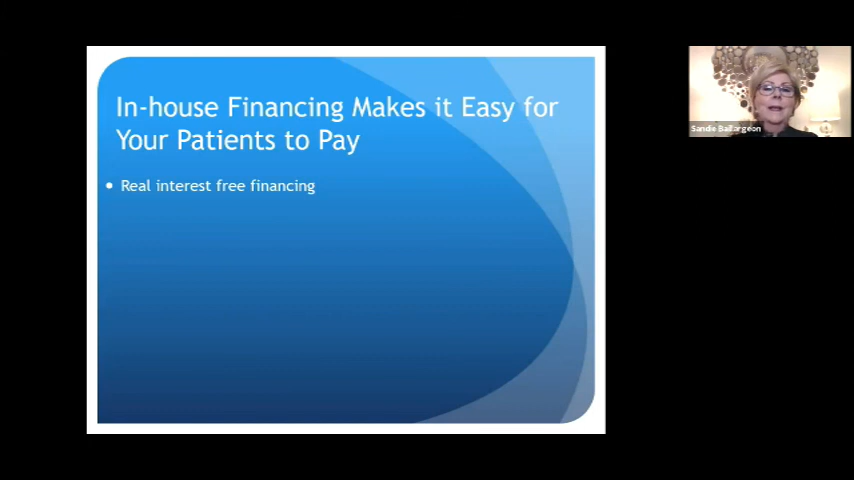 In-house Financing Makes it Easy for
Your Patients to Pay
• Real interest free financing
Sandie Baillargeon